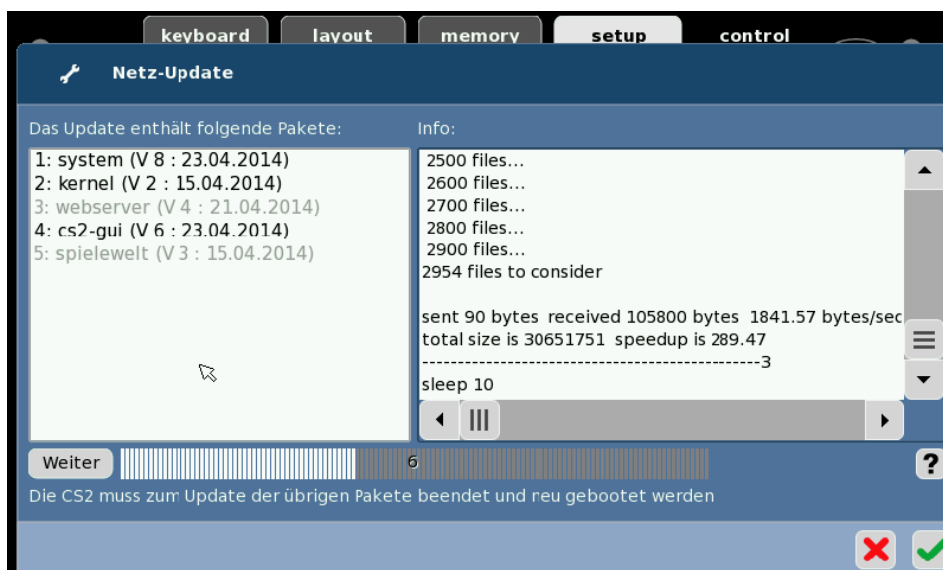 keyboard layout memory setup control
Netz-Update
Das Update enthält folgende Pakete:
1: system (V 8 : 23.04.2014)
2: kernel (V 2 : 15.04.2014)
3: webserver (V 4 : 21.04.2014)
4: cs2-gui (V 6 : 23.04.2014)
5: spielewelt (V 3 : 15.04.2014)
Info:
2500 files...
2600 files...
2700 files...
2800 files...
2900 files...
2954 files to consider
sent 90 bytes received 105800 bytes 1841.57 bytes/sec
total size is 30651751 speedup is 289.47
-----------------------------------------------3
sleep 10
Weiter 6 ?
Die CS2 muss zum Update der übrigen Pakete beendet und neu gebootet werden